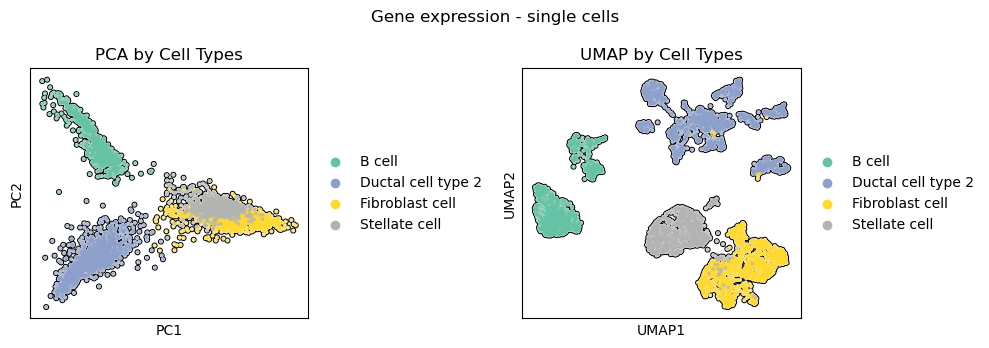 Gene expression - single cells
PCA by Cell Types
PC2
PC1
B cell
Ductal cell type 2
Fibroblast cell
Stellate cell
UMAP by Cell Types
UMAP2
UMAP1
B cell
Ductal cell type 2
Fibroblast cell
Stellate cell